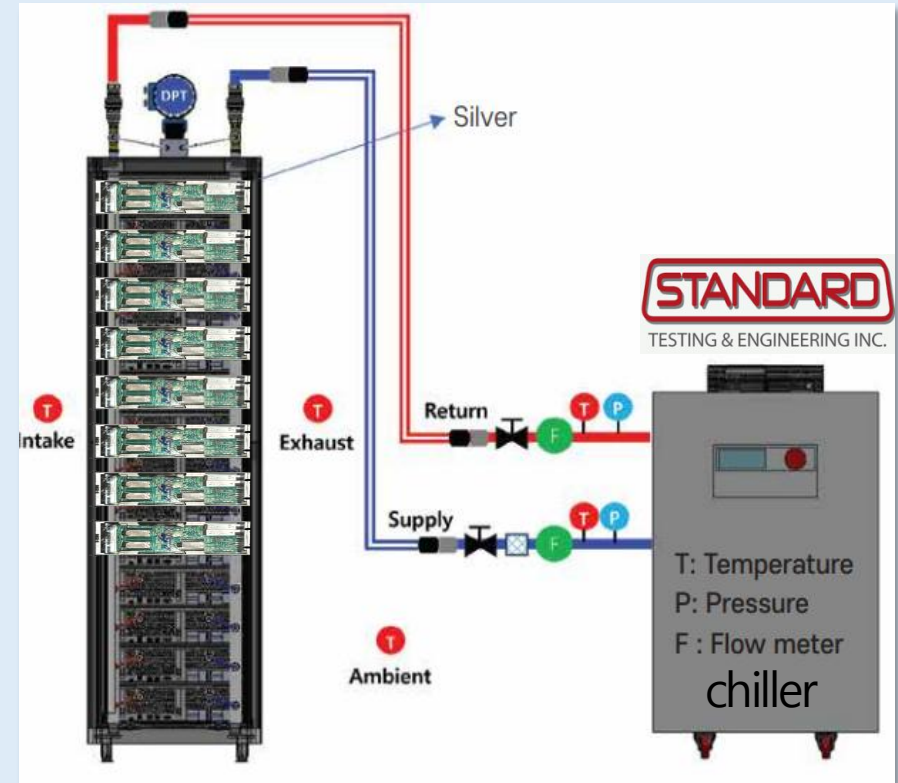 DPT
Silver
STANDARD
TESTING & ENGINEERING INC.
T
Intake
T
Exhaust
Return
F
T
P
Supply
F
T
P
T
Ambient
T: Temperature
P: Pressure
F : Flow meter
chiller